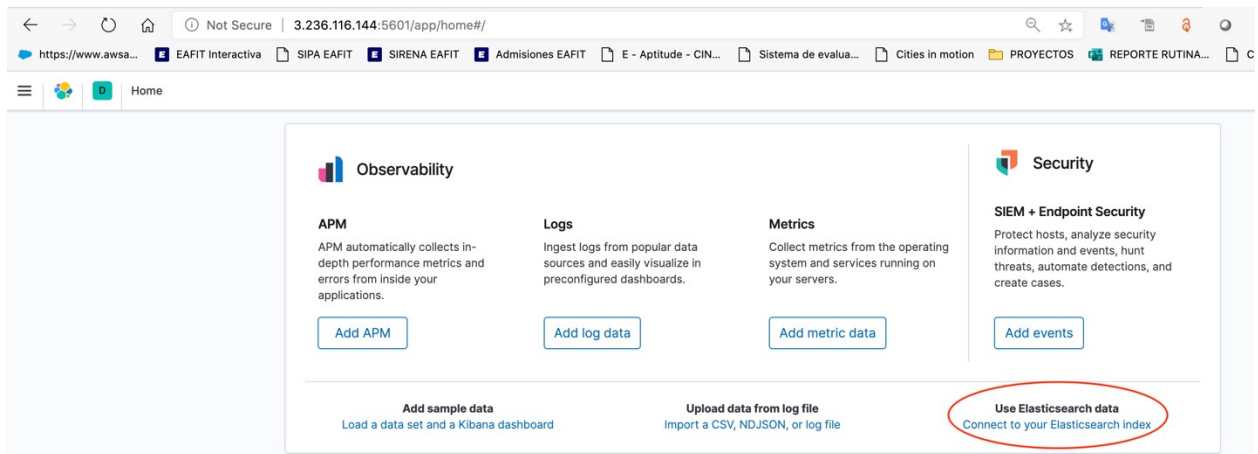 Not Secure | 3.236.116.144:5601/app/home#/
https://www.awsa... EAFIT Interactiva SIPA EAFIT SIRENA EAFIT Admisiones EAFIT E - Aptitude - CIN... Sistema de evalua... Cities in motion PROYECTOS REPORTE RUTINA... C
D Home
Observability
Security
APM
Logs
Metrics
SIEM + Endpoint Security
APM automatically collects in-
depth performance metrics and
errors from inside your
applications.
Ingest logs from popular data
sources and easily visualize in
preconfigured dashboards.
Collect metrics from the operating
system and services running on
your servers.
Protect hosts, analyze security
information and events, hunt
threats, automate detections, and
create cases.
Add APM
Add log data
Add metric data
Add events
Add sample data
Load a data set and a Kibana dashboard
Upload data from log file
Import a CSV, NDJSON, or log file
Use Elasticsearch data
Connect to your Elasticsearch index